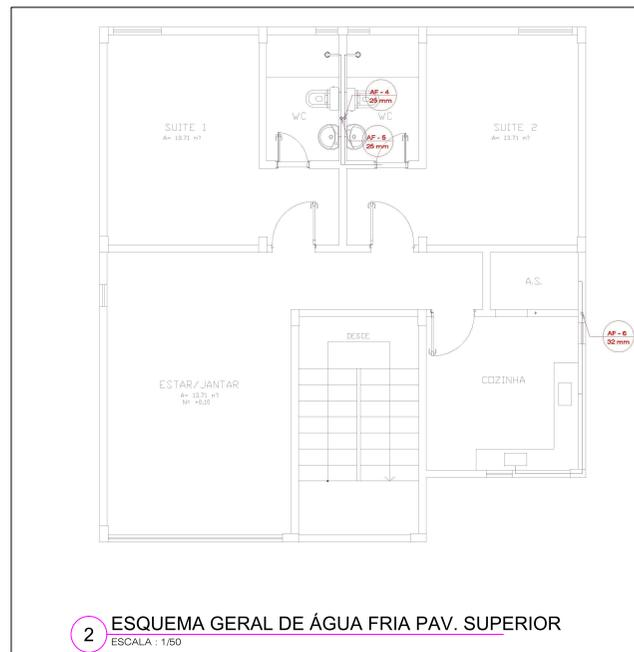 AF - 4
25 mm
WC
WC
SUITE 1
A= 13,71 m²
SUITE 2
A= 13,71 m²
AF - 5
25 mm
A.S.
AF - 6
32 mm
DESCE
ESTAR/JANTAR
A= 13,71 m²
COZINHA
2
ESQUEMA GERAL DE ÁGUA FRIA PAV. SUPERIOR
ESCALA : 1/50